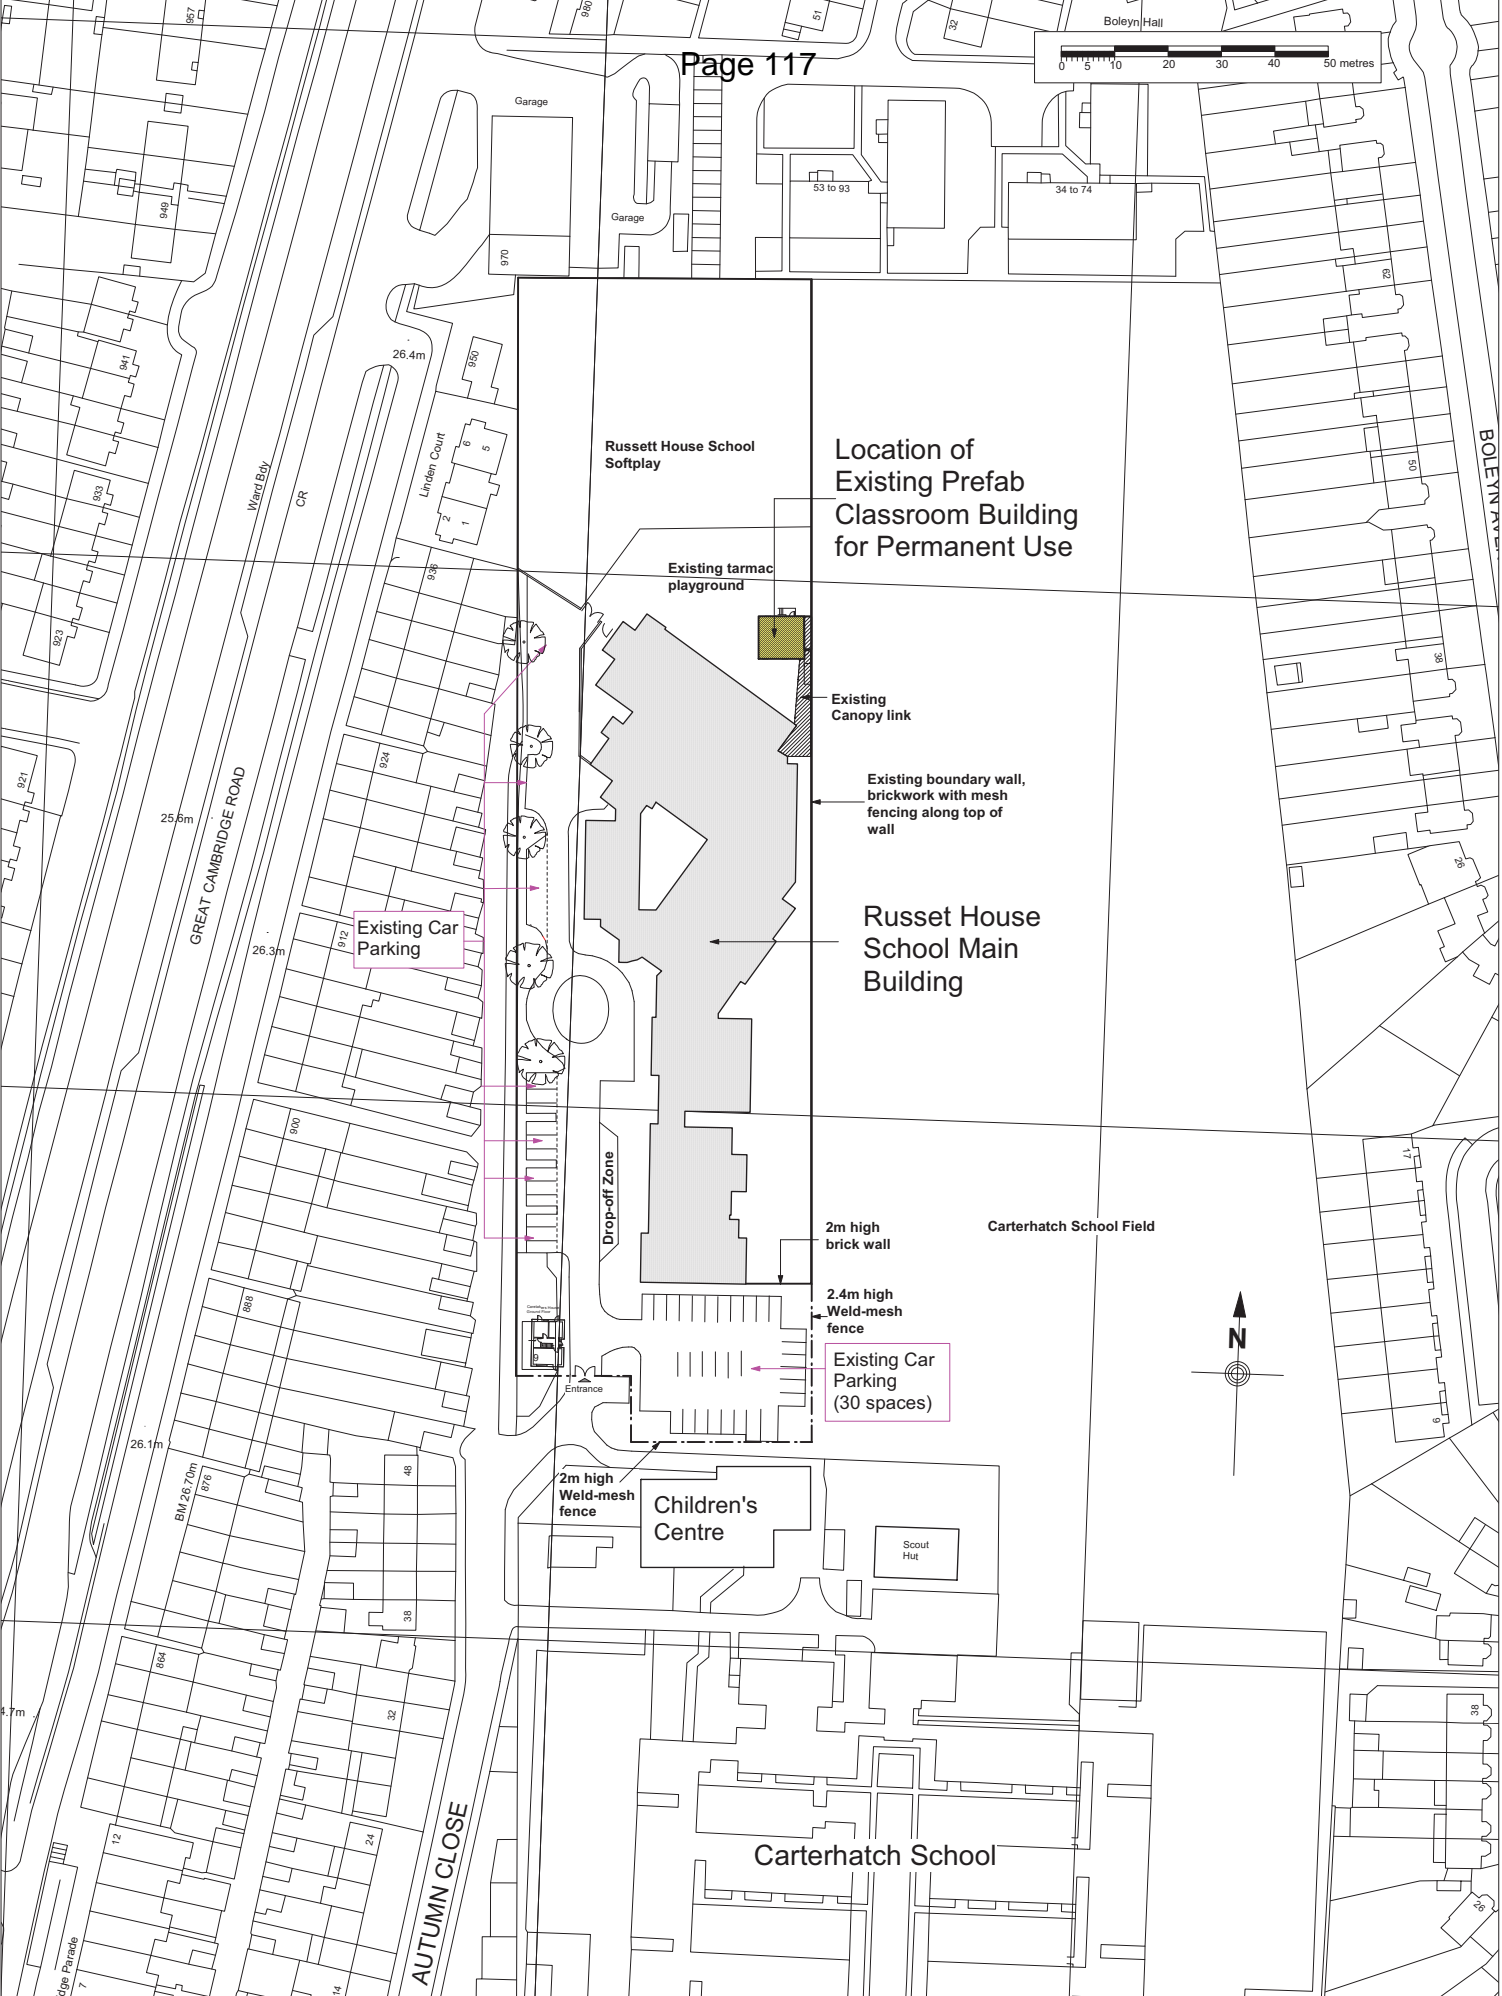 957
980
51
32
Boleyn Hall
Page 117
0 5 10 20 30 40 50 metres
Garage
949
Garage
53 to 93
34 to 74
970
62
26.4m
941
950
Linden Court
6
5
2
1
Russett House School
Softplay
Location of
Existing Prefab
Classroom Building
for Permanent Use
50
Ward Bdy
CR
933
936
Existing tarmac
playground
923
38
Existing
Canopy link
921
924
Existing boundary wall,
brickwork with mesh
fencing along top of
wall
25.6m
GREAT CAMBRIDGE ROAD
26
Existing Car
Parking
912
26.3m
Russet House
School Main
Building
900
17
Drop-off Zone
2m high
brick wall
Carterhatch School Field
888
2.4m high
Weld-mesh
fence
N
9
Entrance
Existing Car
Parking
(30 spaces)
9
26.1m
BM 26.70m
876
48
2m high
Weld-mesh
fence
Children's
Centre
Scout
Hut
38
864
32
38
12
24
AUTUMN CLOSE
Carterhatch School
26
7
14